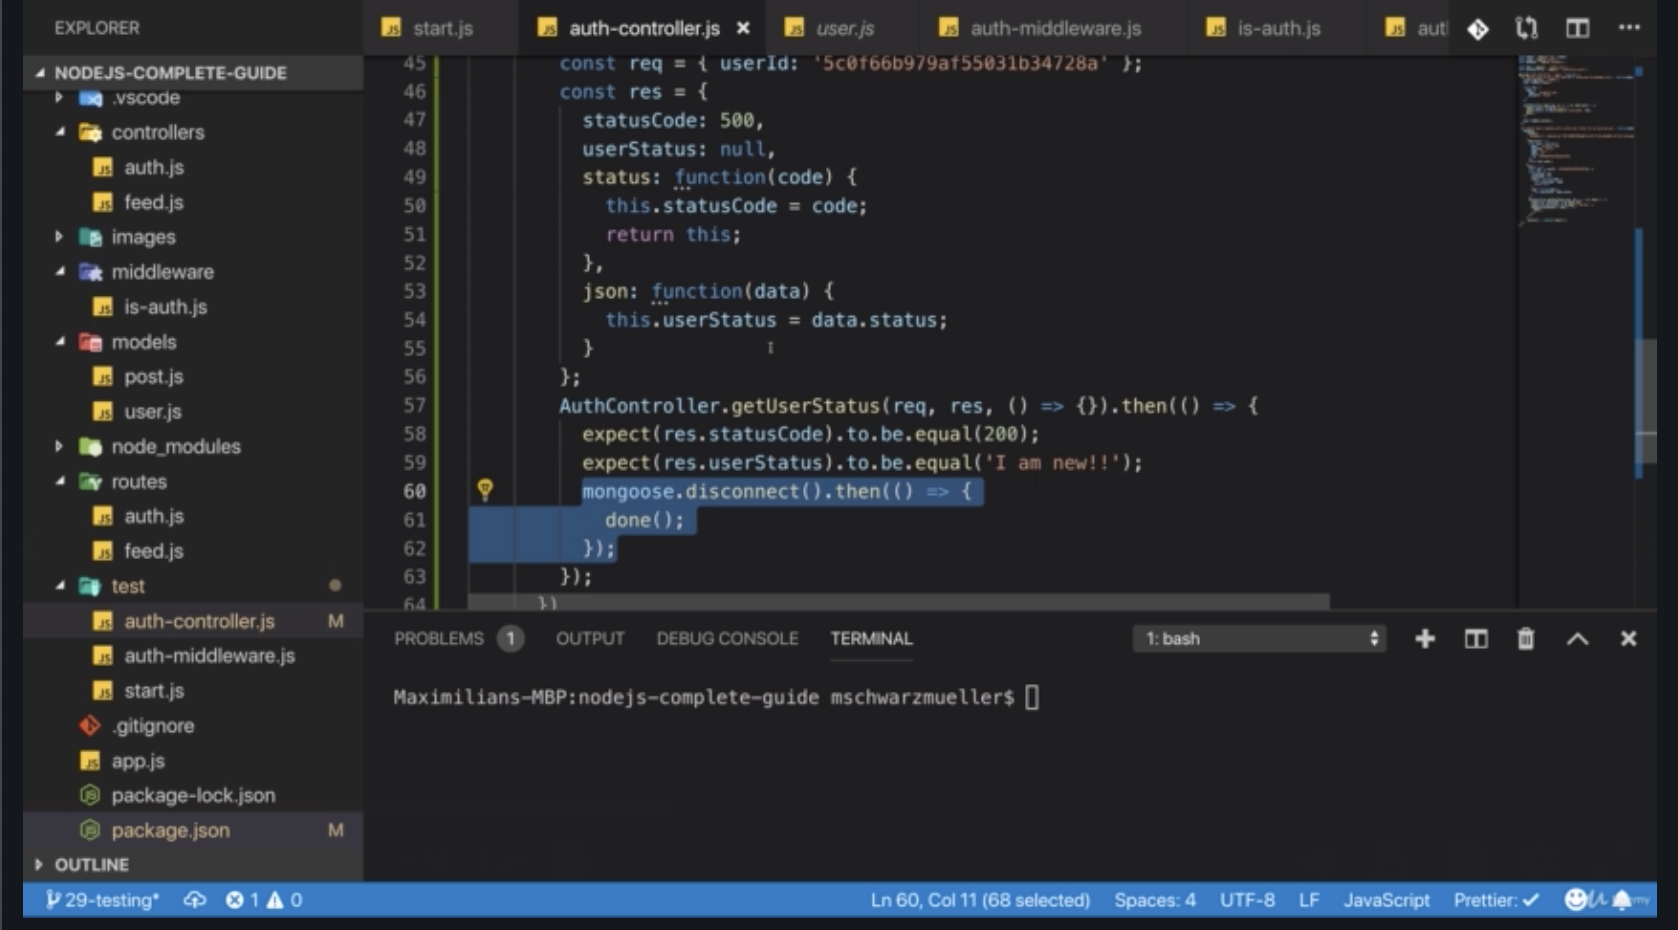 EXPLORER
NODEJS-COMPLETE-GUIDE
.vscode
controllers
auth.js
feed.js
images
middleware
is-auth.js
models
post.js
user.js
node_modules
routes
auth.js
feed.js
test
auth-controller.js M
auth-middleware.js
start.js
.gitignore
app.js
package-lock.json
package.json M
OUTLINE
start.js auth-controller.js user.js auth-middleware.js is-auth.js aut
45 const req = { userId: '5c0f66b979af55031b34728a' };
46 const res = {
47 statusCode: 500,
48 userStatus: null,
49 status: function(code) {
50 this.statusCode = code;
51 return this;
52 },
53 json: function(data) {
54 this.userStatus = data.status;
55 }
56 };
57 AuthController.getUserStatus(req, res, () => {}).then(() => {
58 expect(res.statusCode).to.be.equal(200);
59 expect(res.userStatus).to.be.equal('I am new!!');
60 mongoose.disconnect().then(() => {
61 done();
62 });
63 });
64 })
PROBLEMS 1 OUTPUT DEBUG CONSOLE TERMINAL 1: bash
Maximilians-MBP:nodejs-complete-guide mschwarzmueller$
29-testing* 1 0 Ln 60, Col 11 (68 selected) Spaces: 4 UTF-8 LF JavaScript Prettier: ✓